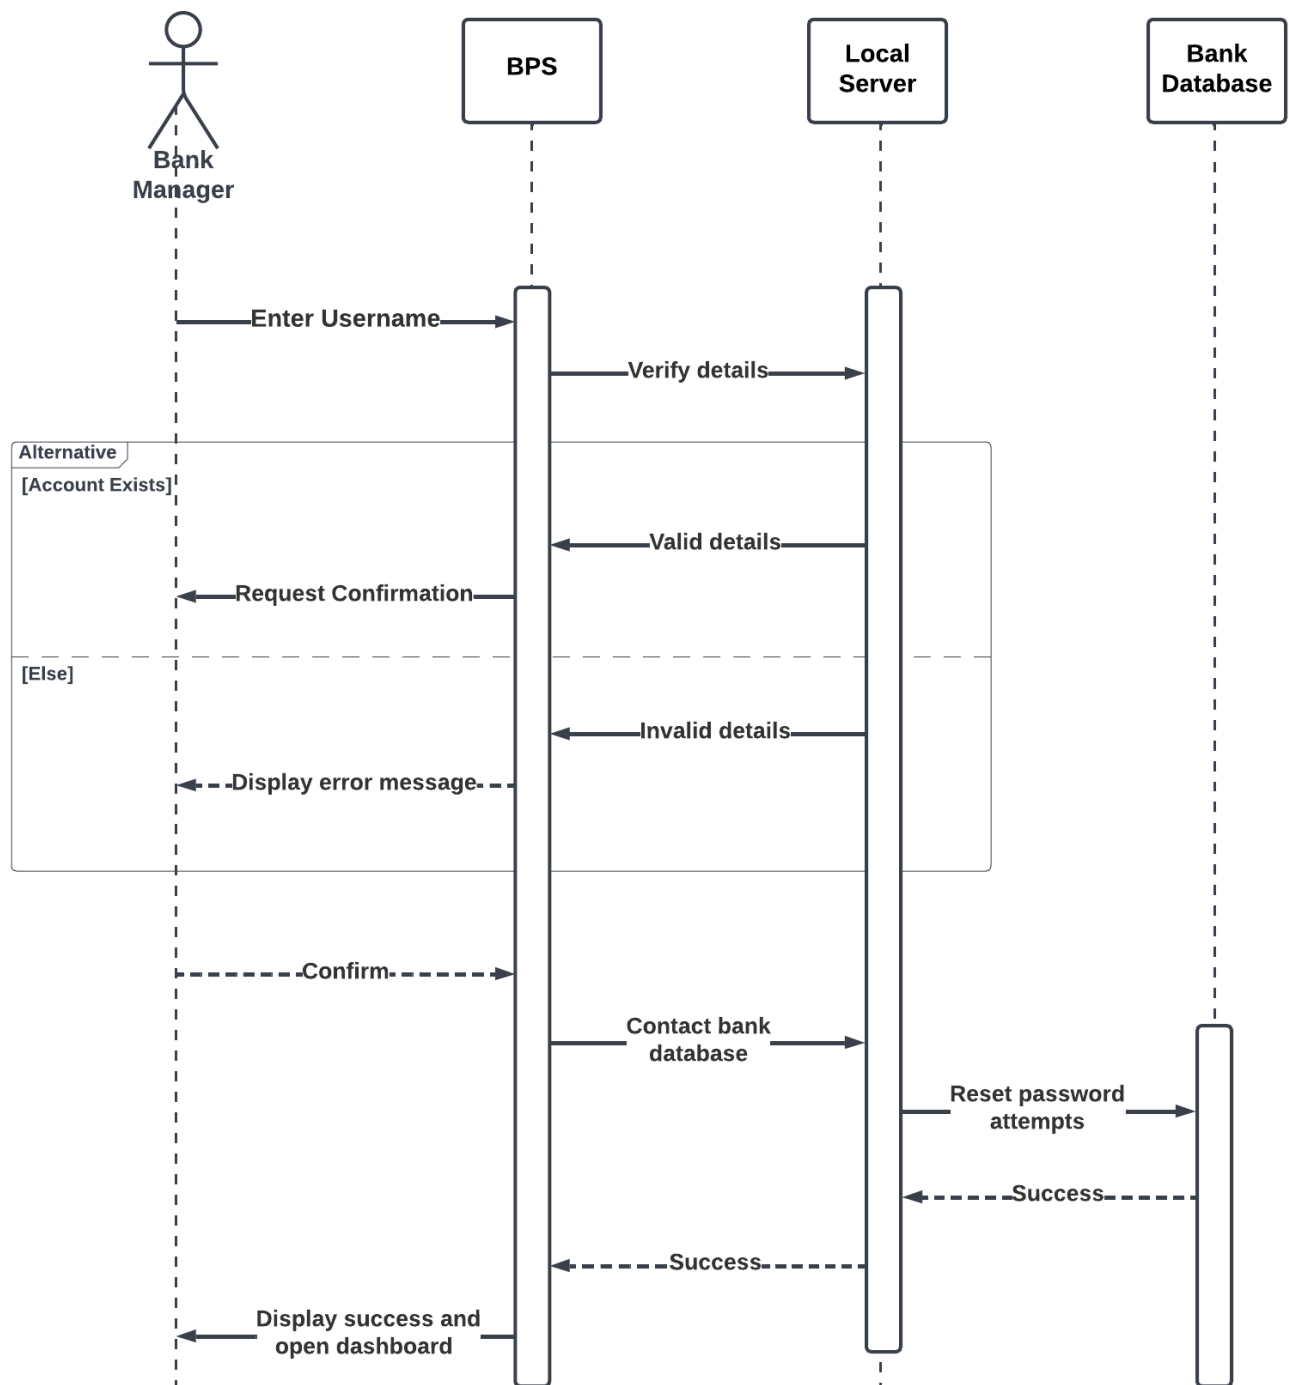 Bank
Manager
BPS
Local
Server
Bank
Database
Enter Username
Verify details
Alternative
[Account Exists]
Valid details
Request Confirmation
[Else]
Invalid details
Display error message
Confirm
Contact bank
database
Reset password
attempts
Success
Success
Display success and
open dashboard